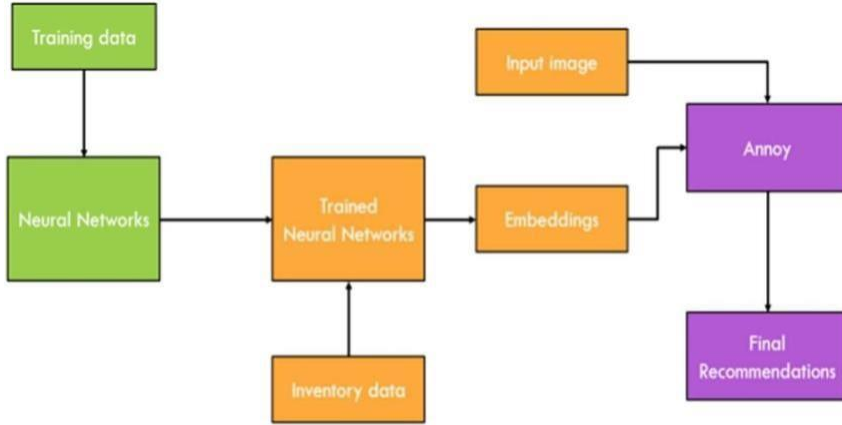 Training data
Input image
Annoy
Neural Networks
Trained
Neural Networks
Embeddings
Final
Recommendations
Inventory data